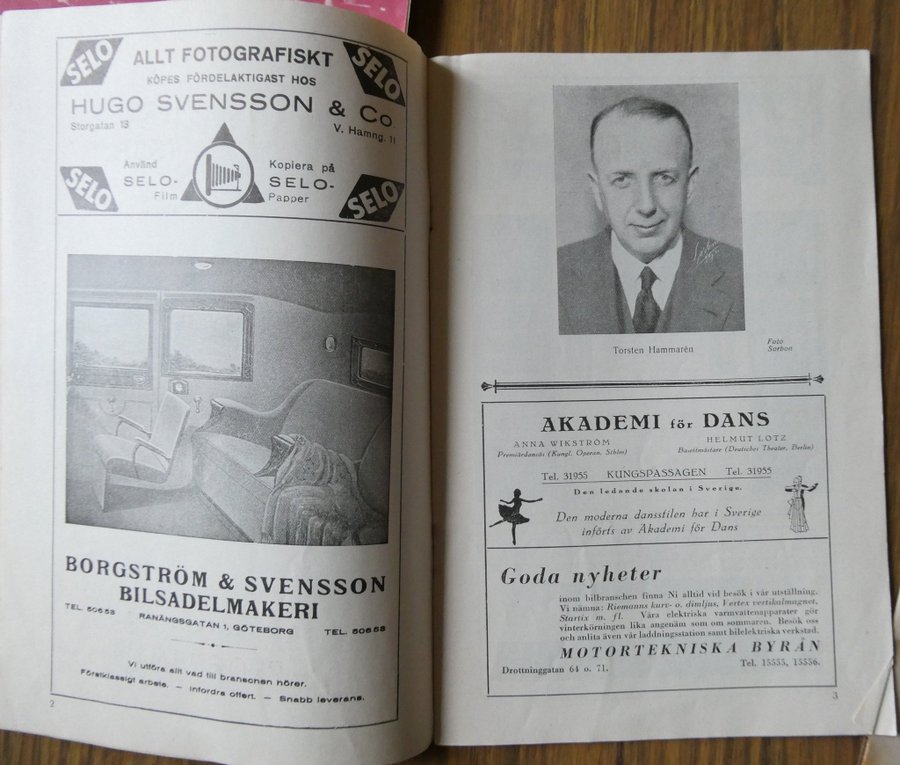 SELO
SELO
ALLT FOTOGRAFISKT
KÖPES FÖRDELAKTIGAST HOS
HUGO SVENSSON & Co.
Storgatan 13
V. Hamng. 11
SELO
SELO
Använd
SELO-
Film
Kopiera på
SELO-
Papper
BORGSTRÖM & SVENSSON
BILSADELMAKERI
TEL. 60653
RANÄNGSGATAN 1, GÖTEBORG
TEL. 60653
Vi utföra allt vad till branschen hörer.
Förstklassigt arbete. — Infordra offert. — Snabb leverans.
2
Torsten Hammarén
Foto
Sorbon
AKADEMI för DANS
ANNA WIKSTRÖM
Premiärdansös (Kungl. Operan, Sthlm)
HELMUT LOTZ
Balettmästare (Deutsches Theater, Berlin)
Tel. 31955 KUNGSPASSAGEN Tel. 31955
Den ledande skolan i Sverige.
Den moderna dansstilen har i Sverige
införts av Akademi för Dans
Goda nyheter
inom bilbranschen finna Ni alltid vid besök i vår utställning.
Vi nämna: Riemanns kurv- o. dimljus, Vertex vertikalmagnet,
Startix m. fl. Våra elektriska varmvattenapparater gör
vinterkörningen lika angenäm som om sommaren. Besök oss
och anlita även vår laddningsstation samt bilelektriska verkstad.
MOTORTEKNISKA BYRÅN
Drottninggatan 64 o. 71.
Tel. 15555, 15556.
3